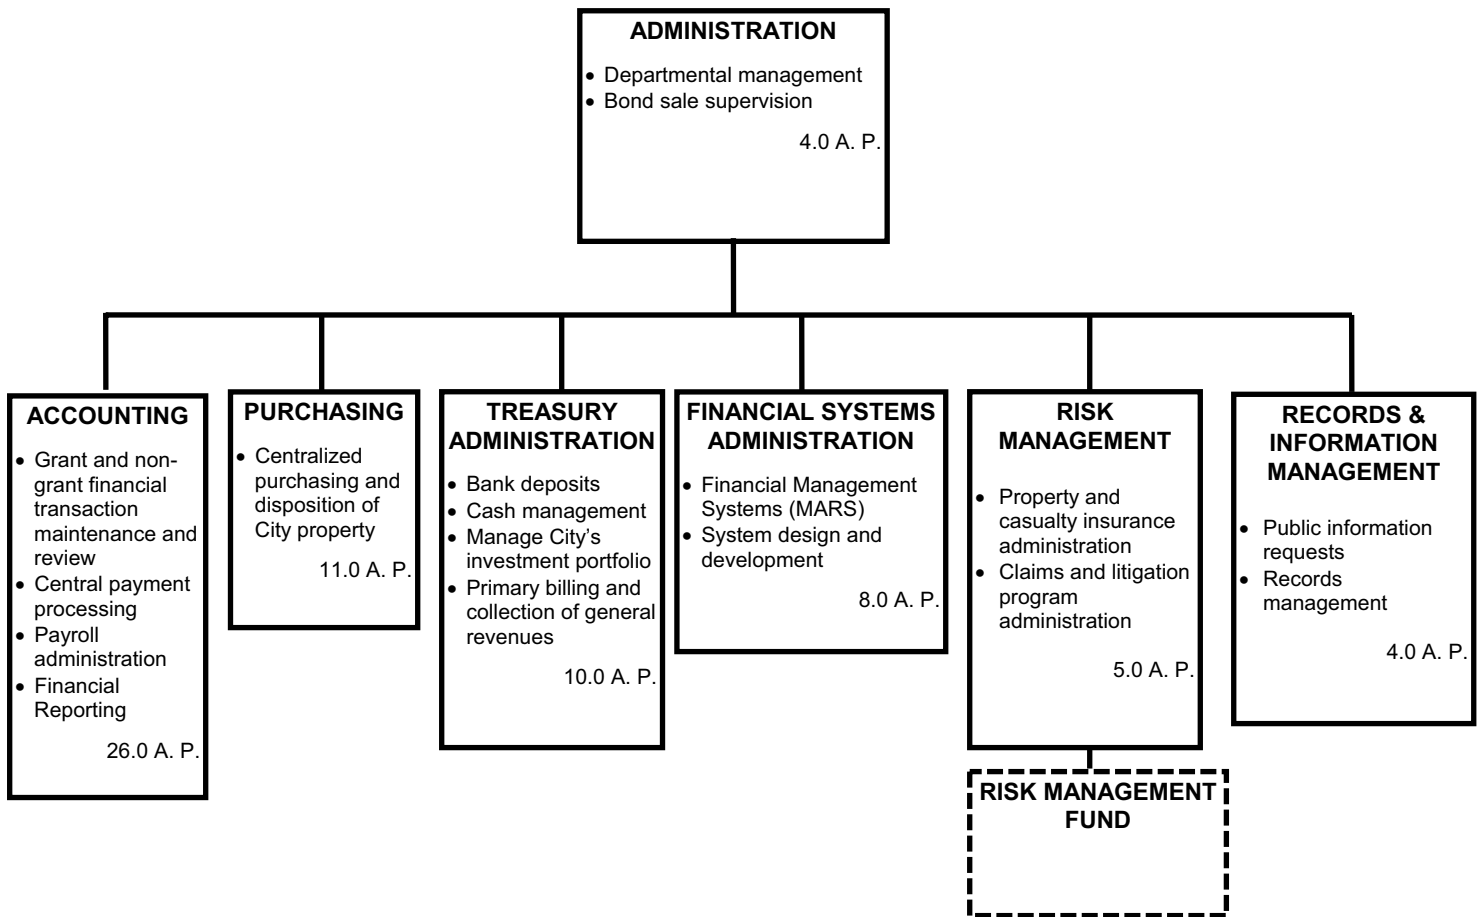 ADMINISTRATION
• Departmental management
• Bond sale supervision
4.0 A. P.
ACCOUNTING
• Grant and non-
grant financial
transaction
maintenance and
review
• Central payment
processing
• Payroll
administration
• Financial
Reporting
26.0 A. P.
PURCHASING
• Centralized
purchasing and
disposition of
City property
11.0 A. P.
TREASURY
ADMINISTRATION
• Bank deposits
• Cash management
• Manage City’s
investment portfolio
• Primary billing and
collection of general
revenues
10.0 A. P.
FINANCIAL SYSTEMS
ADMINISTRATION
• Financial Management
Systems (MARS)
• System design and
development
8.0 A. P.
RISK
MANAGEMENT
• Property and
casualty insurance
administration
• Claims and litigation
program
administration
5.0 A. P.
RISK MANAGEMENT
FUND
RECORDS &
INFORMATION
MANAGEMENT
• Public information
requests
• Records
management
4.0 A. P.